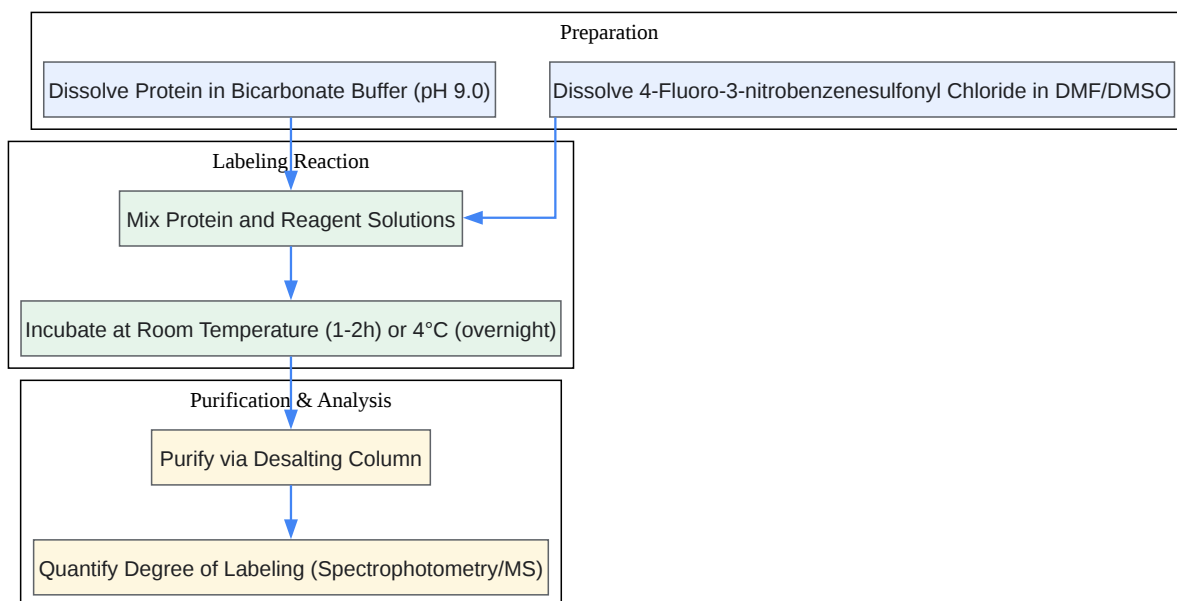 Preparation
Dissolve Protein in Bicarbonate Buffer (pH 9.0)
Dissolve 4-Fluoro-3-nitrobenzenesulfonyl Chloride in DMF/DMSO
Labeling Reaction
Mix Protein and Reagent Solutions
Incubate at Room Temperature (1-2h) or 4°C (overnight)
Purification & Analysis
Purify via Desalting Column
Quantify Degree of Labeling (Spectrophotometry/MS)